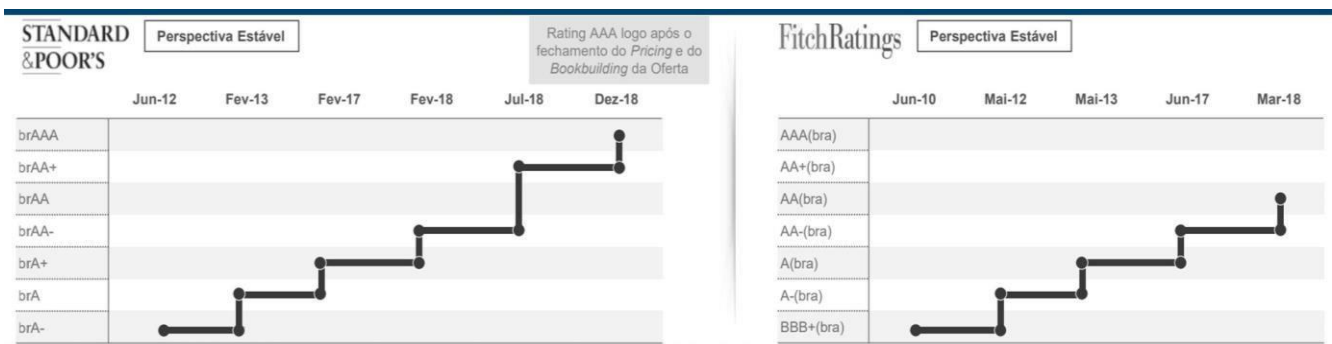 STANDARD
&POOR'S
Perspectiva Estável
Rating AAA logo após o
fechamento do Pricing e do
Bookbuilding da Oferta
Jun-12 Fev-13 Fev-17 Fev-18 Jul-18 Dez-18
brAAA
brAA+
brAA
brAA-
brA+
brA
brA-
FitchRatings
Perspectiva Estável
Jun-10 Mai-12 Mai-13 Jun-17 Mar-18
AAA(bra)
AA+(bra)
AA(bra)
AA-(bra)
A(bra)
A-(bra)
BBB+(bra)